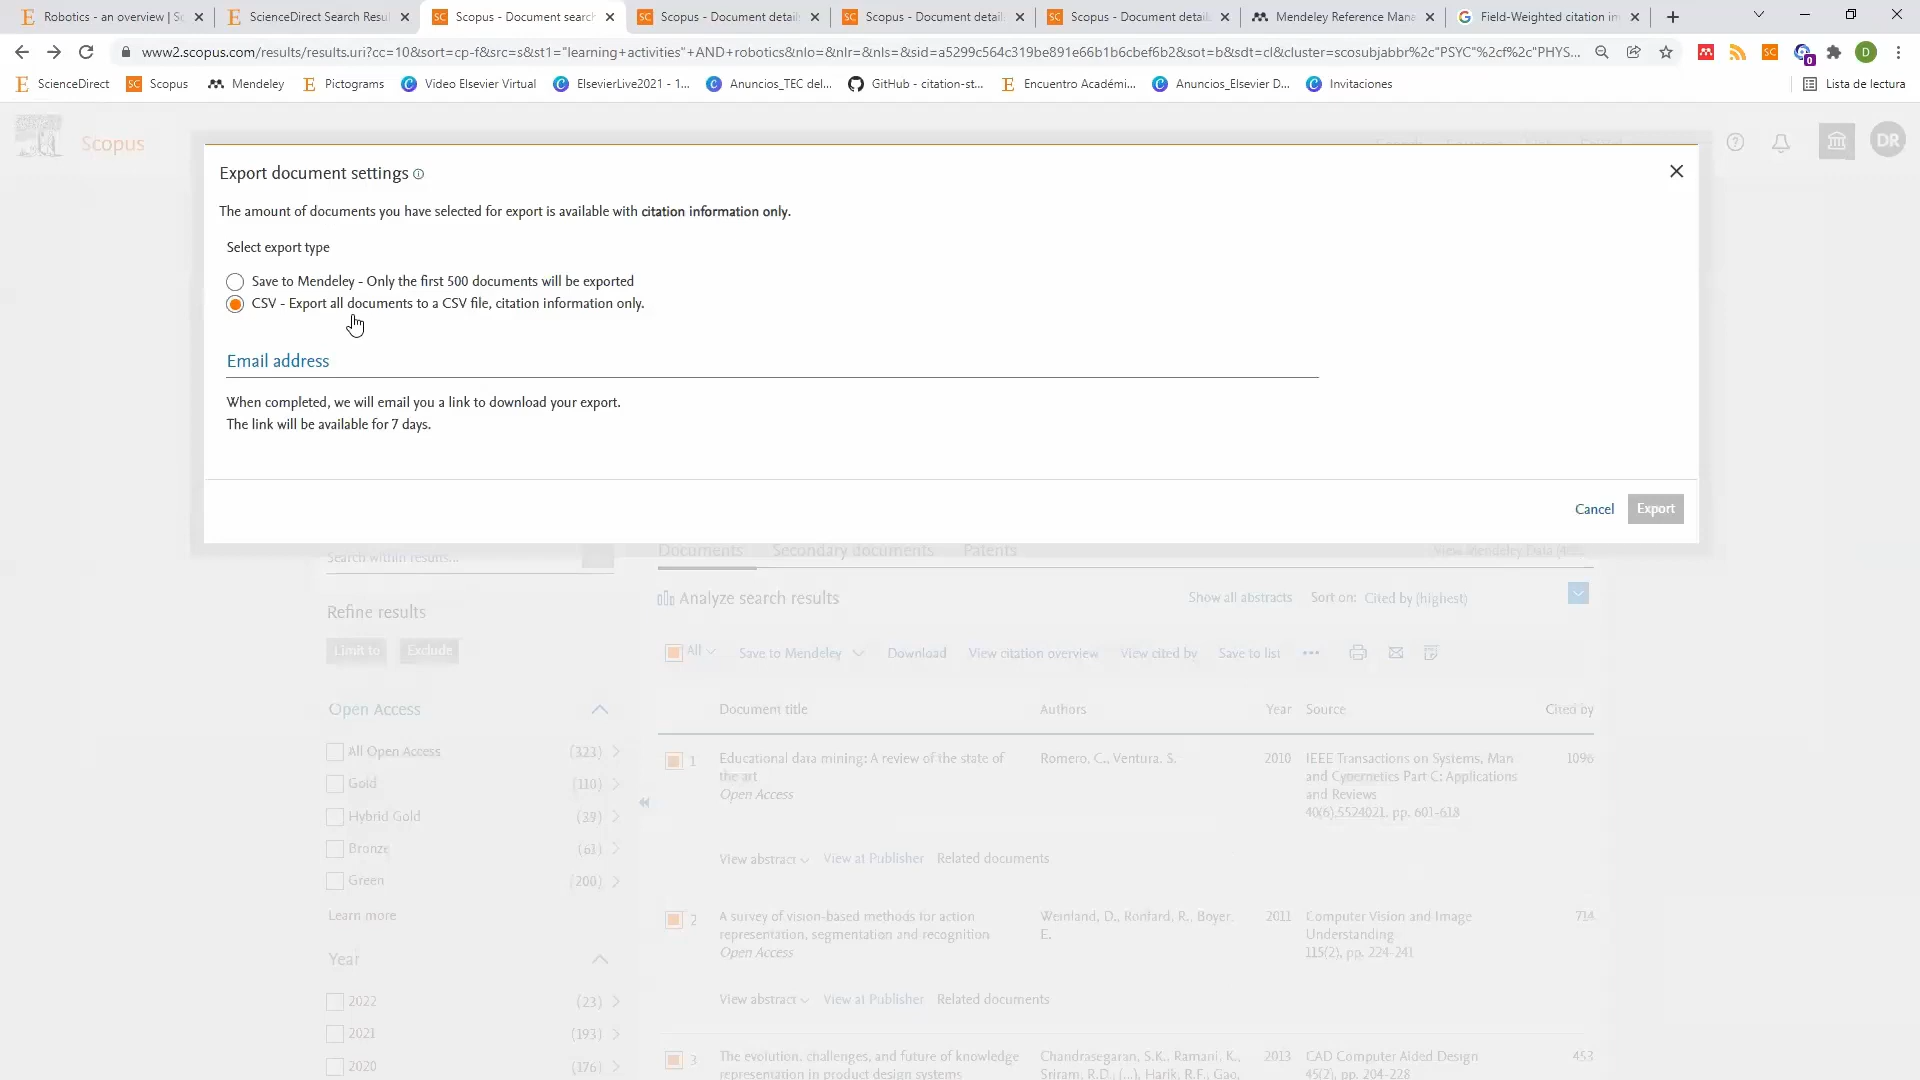 Robotics - an overview | Sc
ScienceDirect Search Resul
Scopus - Document search
Scopus - Document detail
Scopus - Document detail
Scopus - Document detail
Mendeley Reference Mana
Field-Weighted citation im
www2.scopus.com/results/results.uri?cc=10&sort=cp-f&src=s&st1="learning+activities"+AND+robotics&nlo=&nlr=&nls=&sid=a5299c564c319be891e66b1b6cbef6b2&sot=b&sdt=cl&cluster=scosubjabbr%2c"PSYC"%2cf%2c"PHYS...
0
D
ScienceDirect
Scopus
Mendeley
Pictograms
Video Elsevier Virtual
ElsevierLive2021 - 1...
Anuncios_TEC del...
GitHub - citation-st...
Encuentro Académi...
Anuncios_Elsevier D...
Invitaciones
Lista de lectura
Scopus
DR
Export document settings
The amount of documents you have selected for export is available with citation information only.
Select export type
Save to Mendeley - Only the first 500 documents will be exported
CSV - Export all documents to a CSV file, citation information only.
Email address
When completed, we will email you a link to download your export.
The link will be available for 7 days.
Cancel
Export
Search within results...
Documents
Secondary documents
Patents
View Mendeley Data
Analyze search results
Show all abstracts
Sort on: Cited by (highest)
Refine results
Limit to
Exclude
All
Save to Mendeley
Download
View citation overview
View cited by
Save to list
Open Access
All Open Access (323)
Gold (110)
Hybrid Gold (39)
Bronze (61)
Green (200)
Learn more
Year
2022 (23)
2021 (193)
2020 (176)
Document title
Authors
Year
Source
Cited by
1
Educational data mining: A review of the state of
the art
Open Access
Romero, C., Ventura, S.
2010
IEEE Transactions on Systems, Man
and Cybernetics Part C: Applications
and Reviews
40(6),5524021, pp. 601-618
1096
View abstract
View at Publisher
Related documents
2
A survey of vision-based methods for action
representation, segmentation and recognition
Open Access
Weinland, D., Ronfard, R., Boyer,
E.
2011
Computer Vision and Image
Understanding
115(2), pp. 224-241
714
View abstract
View at Publisher
Related documents
3
The evolution, challenges, and future of knowledge
representation in product design systems
Chandrasegaran, S.K., Ramani, K.,
Sriram, R.D., (...), Harik, R.F., Gao,
2013
CAD Computer Aided Design
45(2), pp. 204-228
453